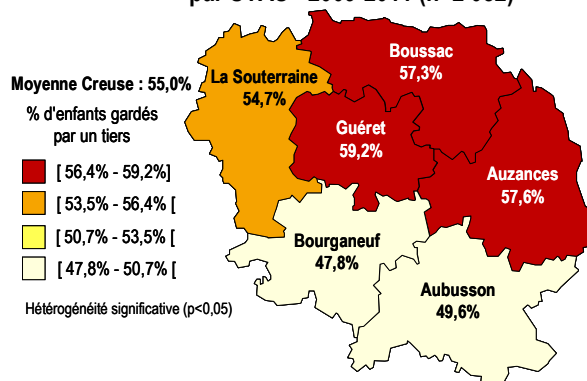 Boussac
57,3%
La Souterraine
54,7%
Moyenne Creuse : 55,0%
% d'enfants gardés
par un tiers
Guéret
59,2%
[ 56,4% - 59,2%]
Auzances
57,6%
[ 53,5% - 56,4% [
[ 50,7% - 53,5% [
Bourganeuf
47,8%
[ 47,8% - 50,7% [
Aubusson
49,6%
Hétérogénéité significative (p<0,05)